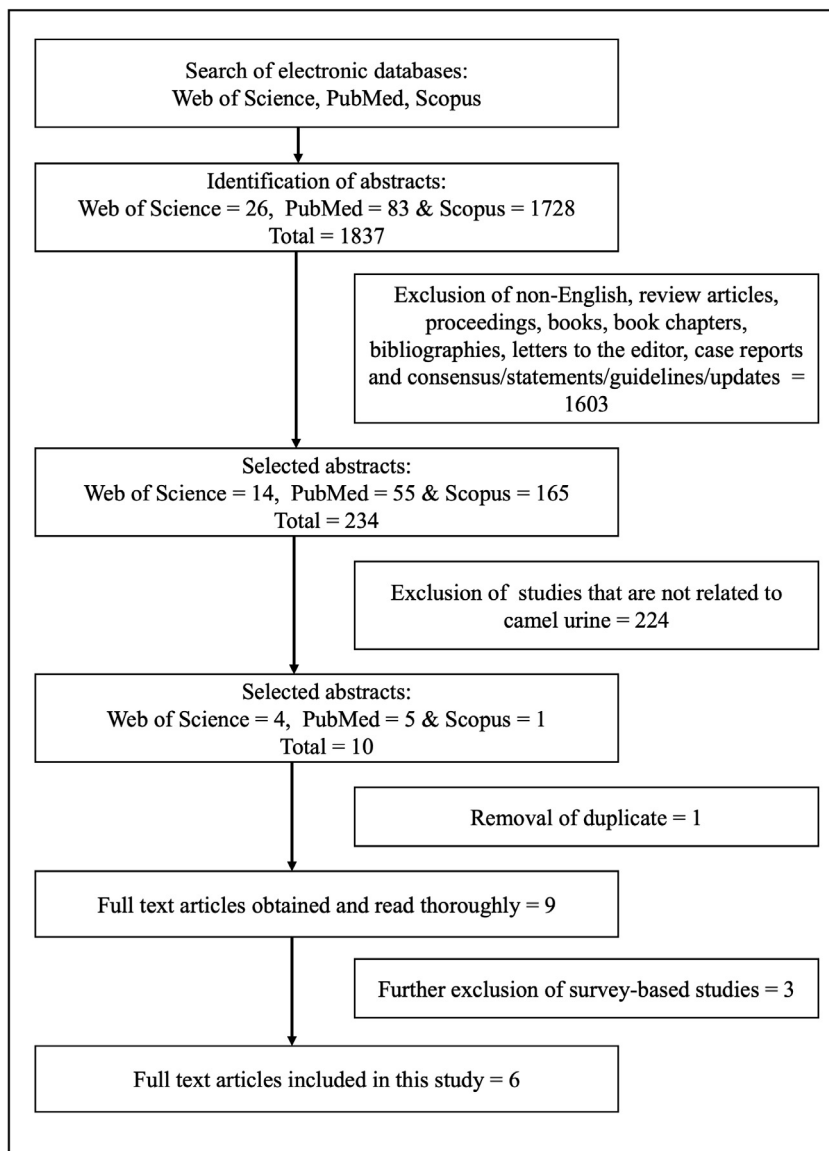 Search of electronic databases:
Web of Science, PubMed, Scopus
Identification of abstracts:
Web of Science = 26, PubMed = 83 & Scopus = 1728
Total = 1837
Exclusion of non-English, review articles,
proceedings, books, book chapters,
bibliographies, letters to the editor, case reports
and consensus/statements/guidelines/updates =
1603
Selected abstracts:
Web of Science = 14, PubMed = 55 & Scopus = 165
Total = 234
Exclusion of studies that are not related to
camel urine = 224
Selected abstracts:
Web of Science = 4, PubMed = 5 & Scopus = 1
Total = 10
Removal of duplicate = 1
Full text articles obtained and read thoroughly = 9
Further exclusion of survey-based studies = 3
Full text articles included in this study = 6